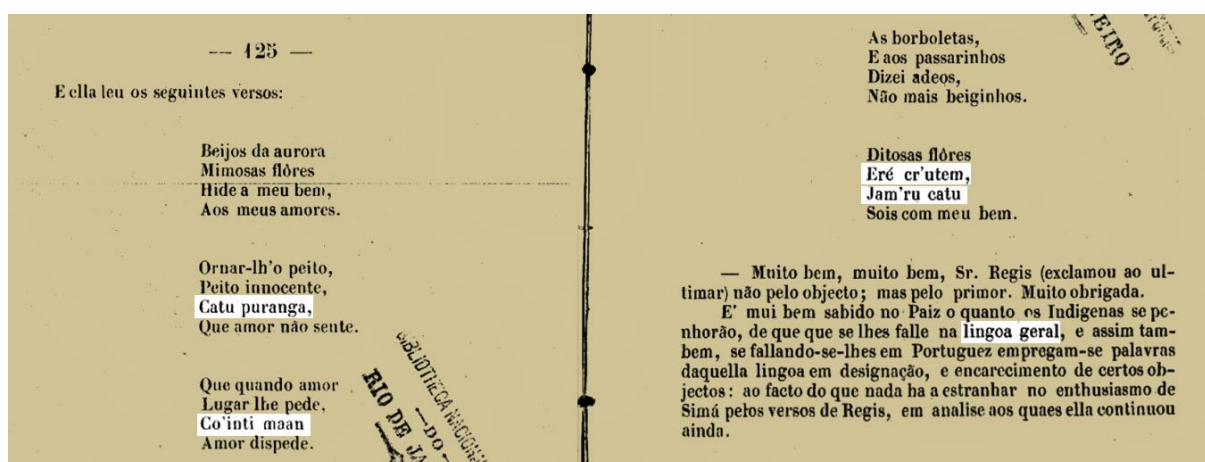 — 125 —
E ella leu os seguintes versos:
Beijos da aurora
Mimosas flôres
Hide a meu bem,
Aos meus amores.
Ornar-lh'o peito,
Peito innocente,
Catu puranga,
Que amor não sente.
Que quando amor
Lugar lhe pede,
Co'inti maan
Amor dispede.
BIBLIOTHECA NACIONAL
—DO—
RIO DE JA
As borboletas,
E aos passarinhos
Dizei adeos,
Não mais beiginhos.
Ditosas flôres
Eré cr'utem,
Jam'ru catu
Sois com meu bem.
— Muito bem, muito bem, Sr. Regis (exclamou ao ul-
timar) não pelo objecto; mas pelo primor. Muito obrigada.
E' mui bem sabido no Paiz o quanto os Indigenas se pe-
nhorão, de que que se lhes falle na lingoa geral, e assim tam-
bem, se fallando-se-lhes em Portuguez empregam-se palavras
daquella lingoa em designação, e encarecimento de certos ob-
jectos: ao facto do que nada ha a estranhar no enthusiasmo de
Simá pelos versos de Regis, em analise aos quaes ella continuou
ainda.
EIRO